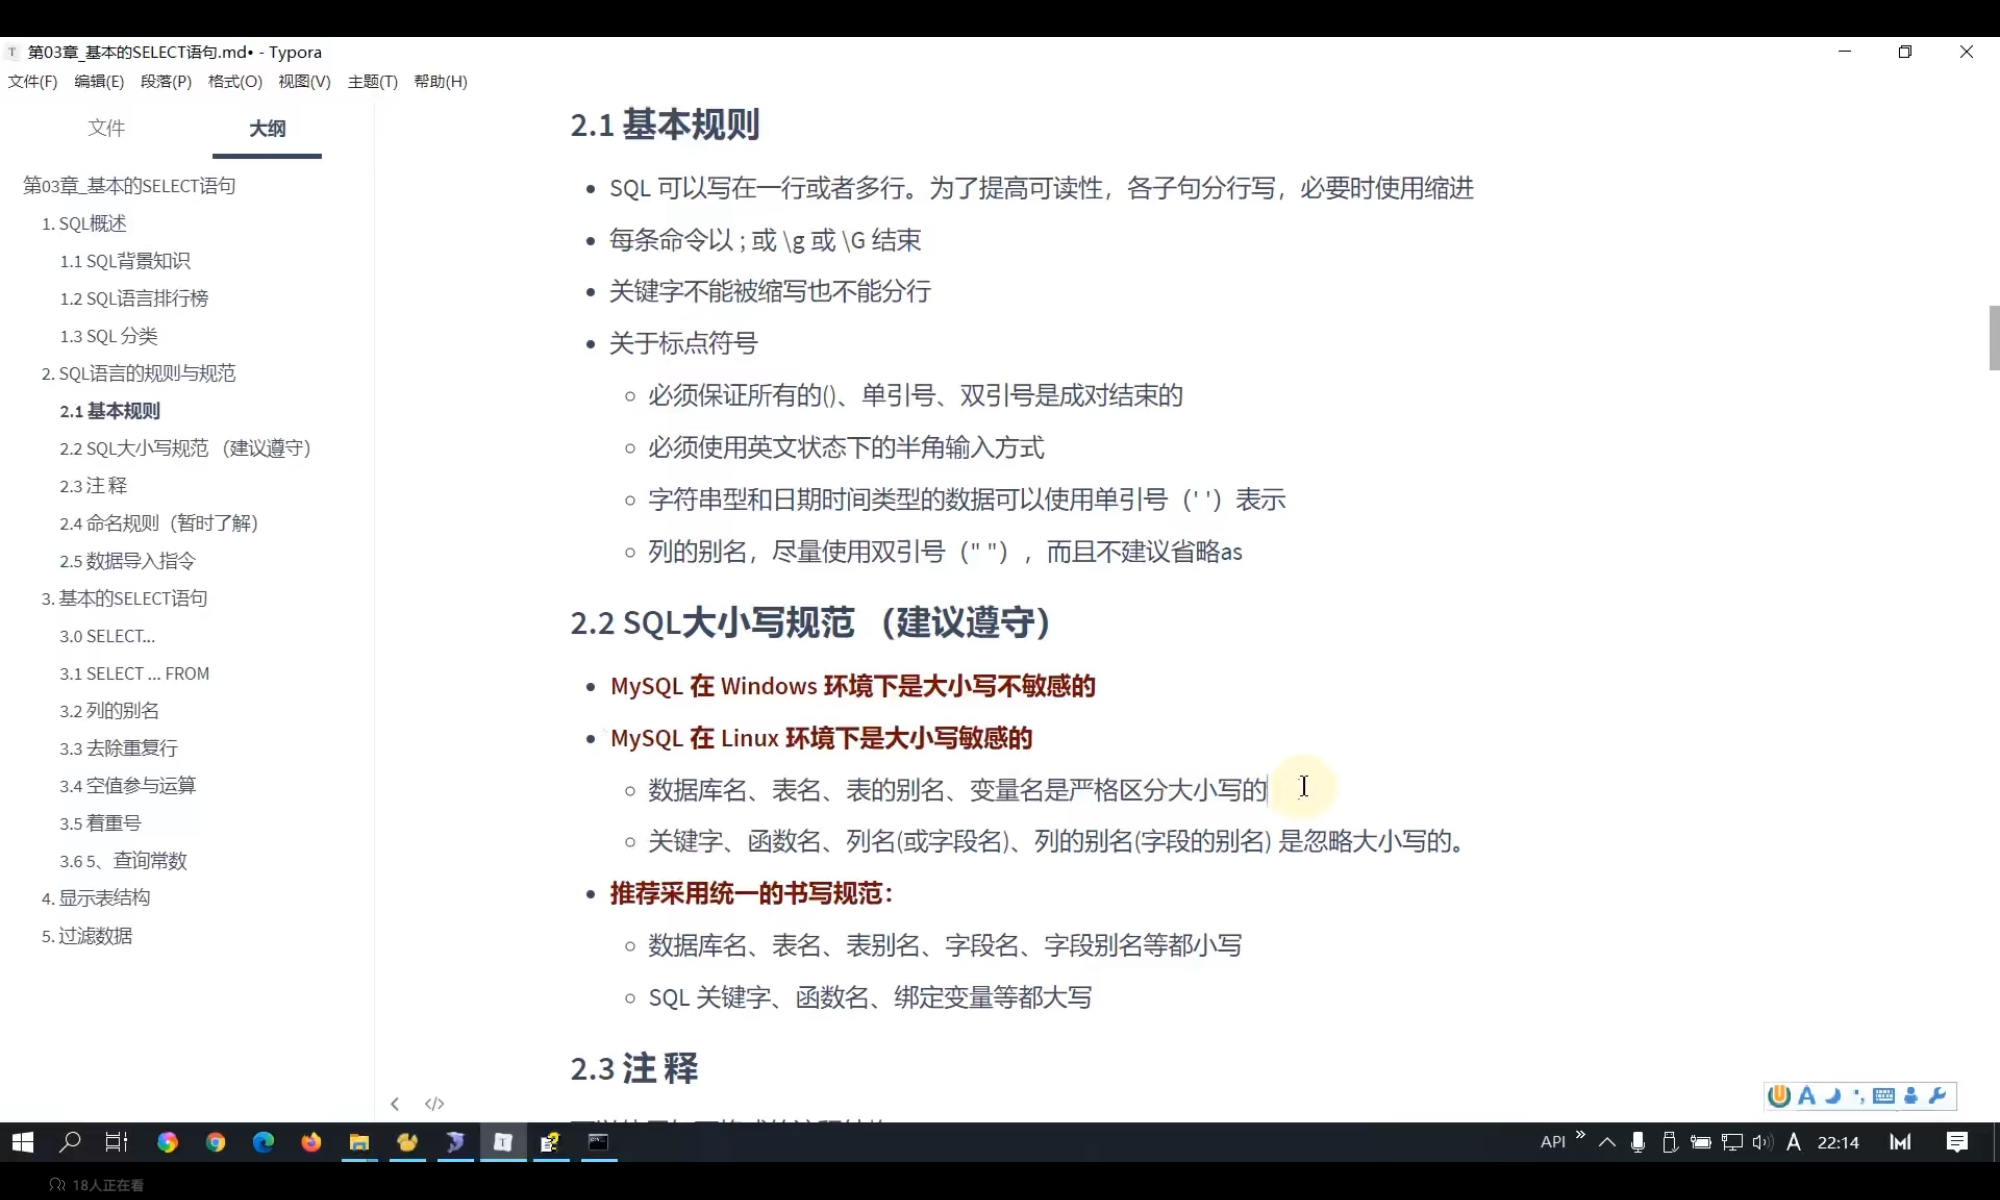 第03章_基本的SELECT语句.md• - Typora
文件(F) 编辑(E) 段落(P) 格式(O) 视图(V) 主题(T) 帮助(H)
文件 大纲
第03章_基本的SELECT语句
1. SQL概述
1.1 SQL背景知识
1.2 SQL语言排行榜
1.3 SQL 分类
2. SQL语言的规则与规范
2.1 基本规则
2.2 SQL大小写规范 （建议遵守）
2.3 注 释
2.4 命名规则（暂时了解）
2.5 数据导入指令
3. 基本的SELECT语句
3.0 SELECT...
3.1 SELECT ... FROM
3.2 列的别名
3.3 去除重复行
3.4 空值参与运算
3.5 着重号
3.6 5、查询常数
4. 显示表结构
5. 过滤数据
2.1 基本规则
• SQL 可以写在一行或者多行。为了提高可读性，各子句分行写，必要时使用缩进
• 每条命令以 ; 或 \g 或 \G 结束
• 关键字不能被缩写也不能分行
• 关于标点符号
○ 必须保证所有的()、单引号、双引号是成对结束的
○ 必须使用英文状态下的半角输入方式
○ 字符串型和日期时间类型的数据可以使用单引号（' '）表示
○ 列的别名，尽量使用双引号（" "），而且不建议省略as
2.2 SQL大小写规范 （建议遵守）
• MySQL 在 Windows 环境下是大小写不敏感的
• MySQL 在 Linux 环境下是大小写敏感的
○ 数据库名、表名、表的别名、变量名是严格区分大小写的
○ 关键字、函数名、列名(或字段名)、列的别名(字段的别名) 是忽略大小写的。
• 推荐采用统一的书写规范：
○ 数据库名、表名、表别名、字段名、字段别名等都小写
○ SQL 关键字、函数名、绑定变量等都大写
2.3 注 释
API A 22:14
18人正在看